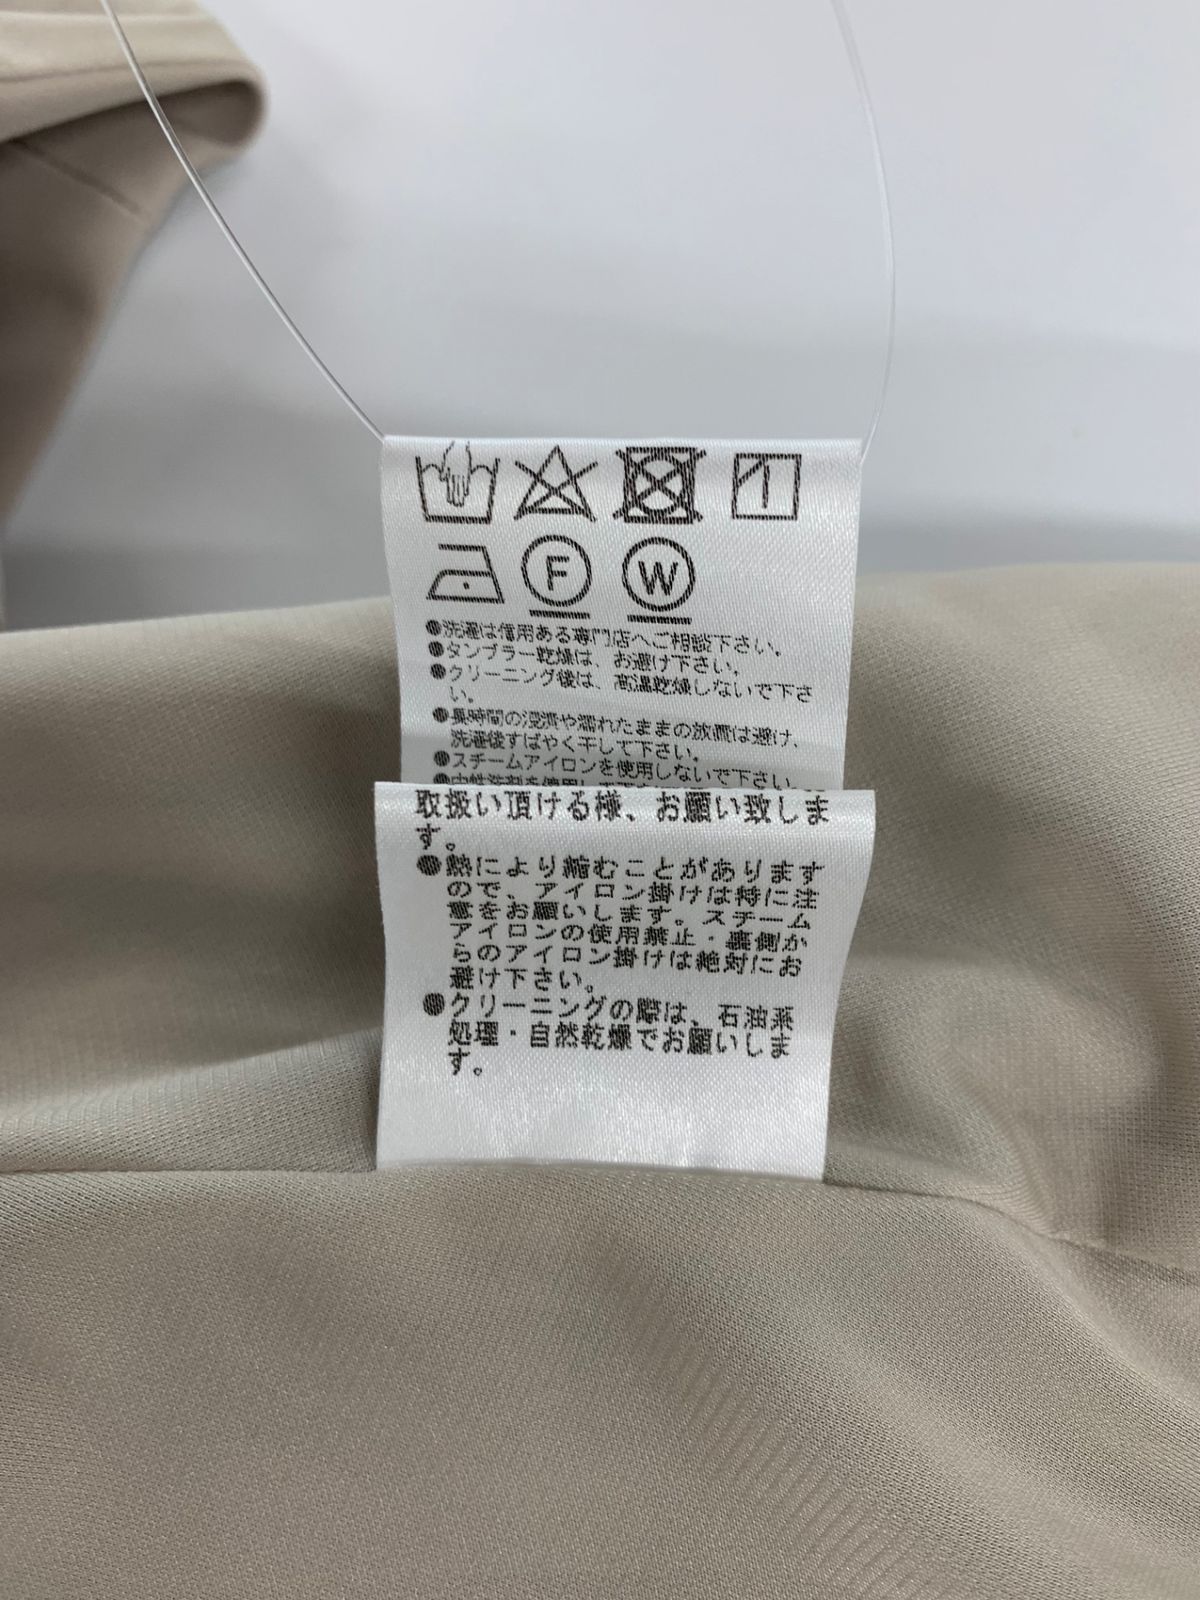 F W
●洗濯は信用ある専門店へご相談下さい。
●タンブラー乾燥は、お避け下さい。
●クリーニング後は、高温乾燥しないで下さ
い。
●長時間の浸漬や濡れたままの放置は避け、
洗濯後すばやく干して下さい。
●スチームアイロンを使用しないで下さい。
●中性洗剤を使用し
取扱い頂ける様、お願い致しま
す。
●熱により縮むことがあります
ので、アイロン掛けは特に注
意をお願いします。スチーム
アイロンの使用禁止・裏側か
らのアイロン掛けは絶対にお
避け下さい。
●クリーニングの際は、石油系
処理・自然乾燥でお願いしま
す。